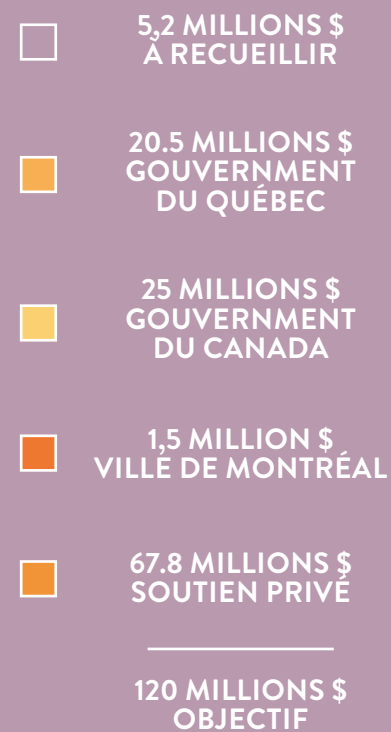 5,2 MILLIONS $
À RECUEILLIR
20.5 MILLIONS $
GOUVERNMENT
DU QUÉBEC
25 MILLIONS $
GOUVERNMENT
DU CANADA
1,5 MILLION $
VILLE DE MONTRÉAL
67.8 MILLIONS $
SOUTIEN PRIVÉ
120 MILLIONS $
OBJECTIF